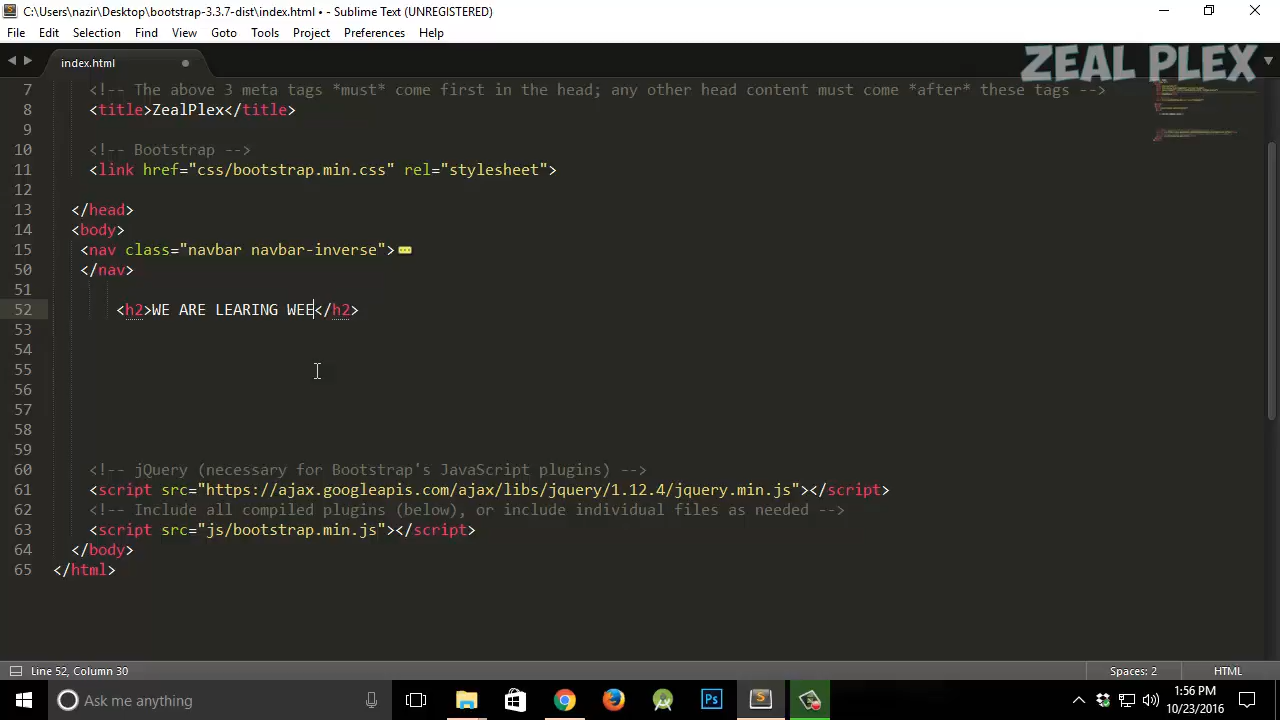 C:\Users\nazir\Desktop\bootstrap-3.3.7-dist\index.html • - Sublime Text (UNREGISTERED)
File Edit Selection Find View Goto Tools Project Preferences Help
index.html
ZEAL PLEX
7 <!-- The above 3 meta tags *must* come first in the head; any other head content must come *after* these tags -->
8 <title>ZealPlex</title>
9
10 <!-- Bootstrap -->
11 <link href="css/bootstrap.min.css" rel="stylesheet">
12
13 </head>
14 <body>
15 <nav class="navbar navbar-inverse">
50 </nav>
51
52 <h2>WE ARE LEARING WEE</h2>
53
54
55
56
57
58
59
60 <!-- jQuery (necessary for Bootstrap's JavaScript plugins) -->
61 <script src="https://ajax.googleapis.com/ajax/libs/jquery/1.12.4/jquery.min.js"></script>
62 <!-- Include all compiled plugins (below), or include individual files as needed -->
63 <script src="js/bootstrap.min.js"></script>
64 </body>
65 </html>
Line 52, Column 30
Spaces: 2
HTML
Ask me anything
Ps
1:56 PM
10/23/2016